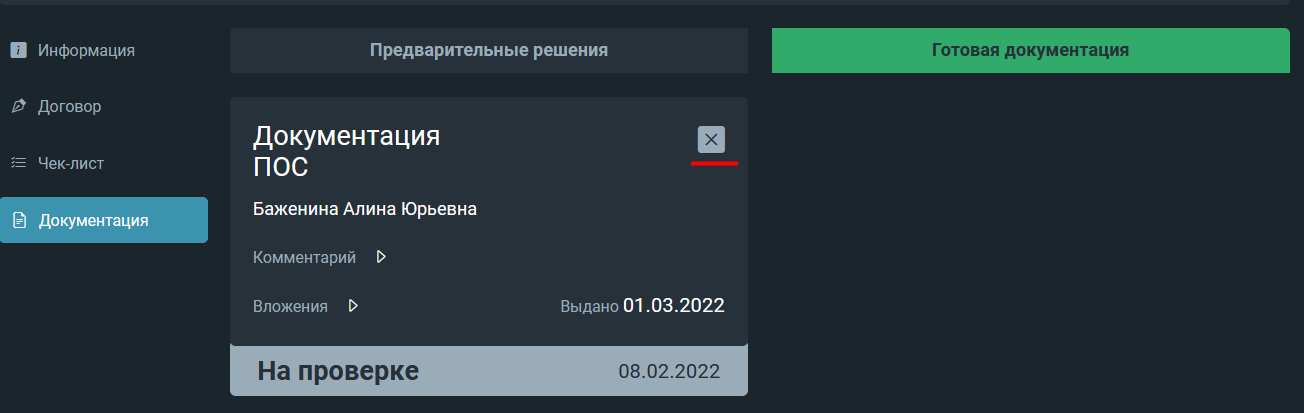 Информация
Договор
Чек-лист
Документация
Предварительные решения
Готовая документация
Документация
ПОС
Баженина Алина Юрьевна
Комментарий
Вложения
Выдано 01.03.2022
На проверке
08.02.2022